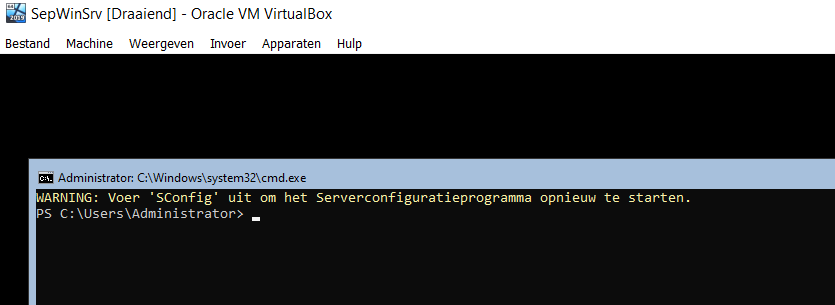 SepWinSrv [Draaiend] - Oracle VM VirtualBox
Bestand Machine Weergeven Invoer Apparaten Hulp
Administrator: C:\Windows\system32\cmd.exe
WARNING: Voer 'SConfig' uit om het Serverconfiguratieprogramma opnieuw te starten.
PS C:\Users\Administrator>